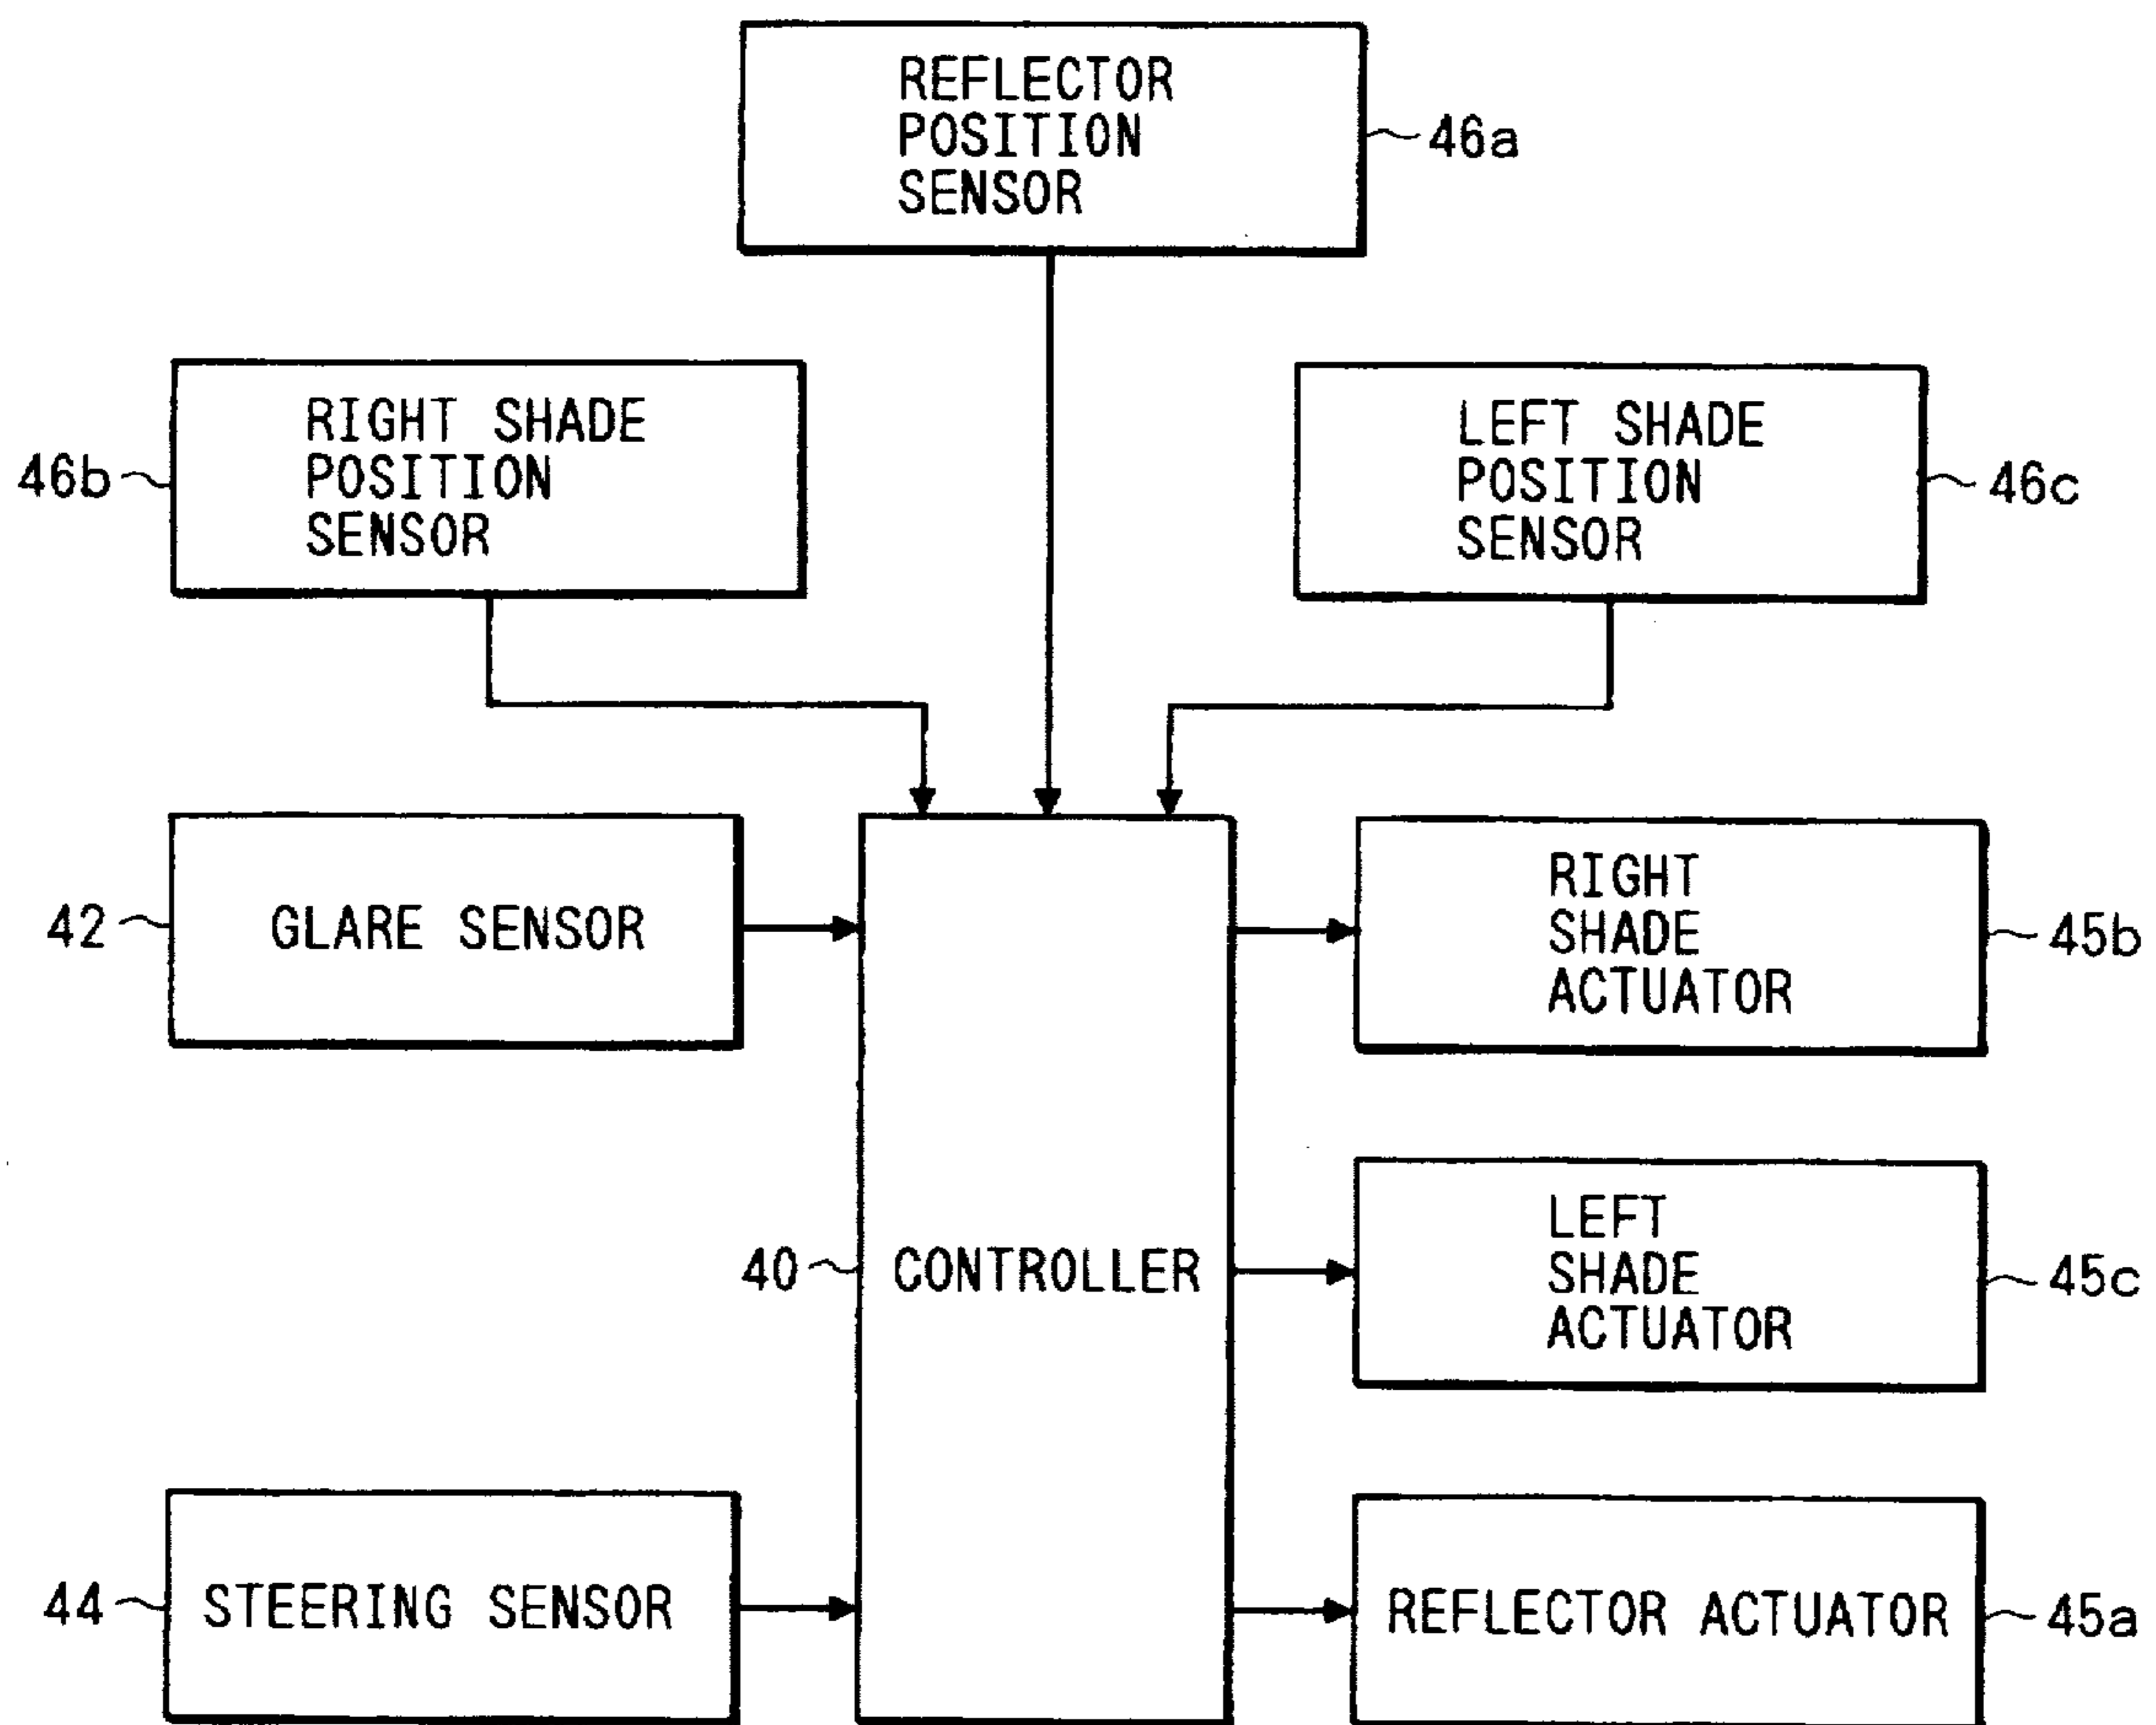 REFLECTOR
POSITION
SENSOR
46a
46b
RIGHT SHADE
POSITION
SENSOR
LEFT SHADE
POSITION
SENSOR
46c
42
GLARE SENSOR
RIGHT
SHADE
ACTUATOR
45b
40
CONTROLLER
LEFT
SHADE
ACTUATOR
45c
44
STEERING SENSOR
REFLECTOR ACTUATOR
45a